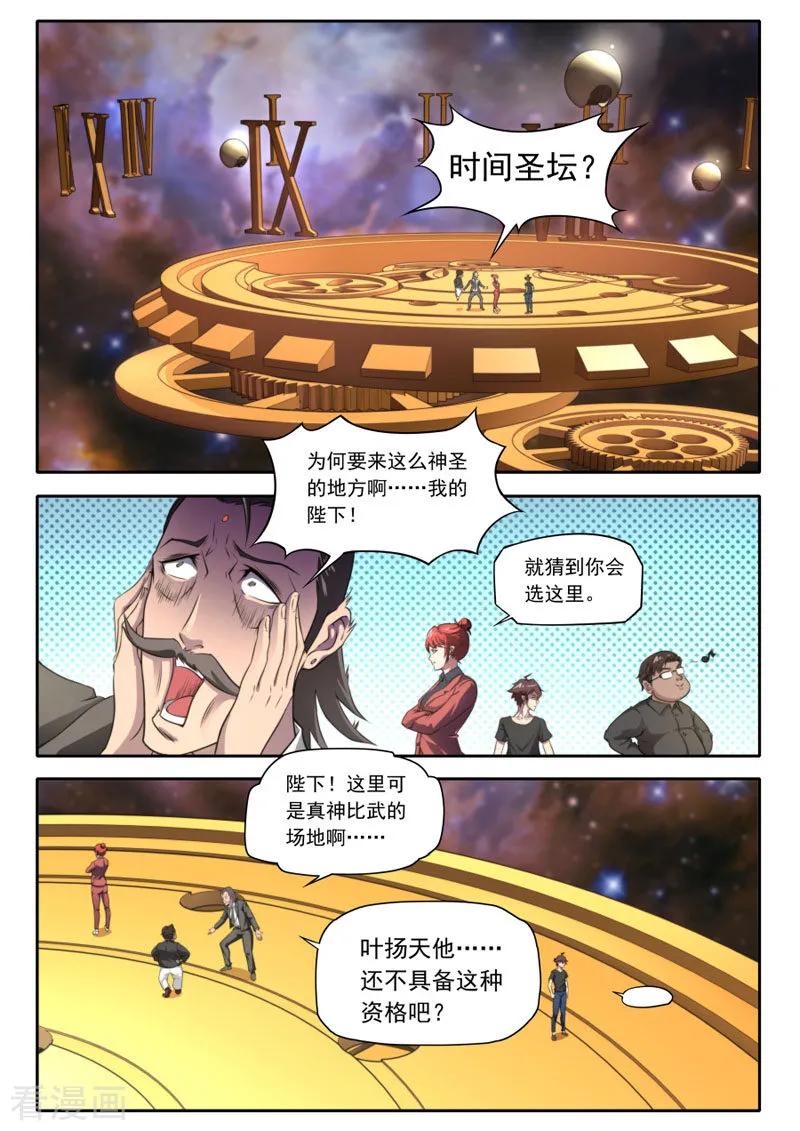 时间圣坛？
为何要来这么神圣
的地方啊……我的
陛下！
就猜到你会
选这里。
陛下！这里可
是真神比武的
场地啊……
叶扬天他……
还不具备这种
资格吧？
看漫画